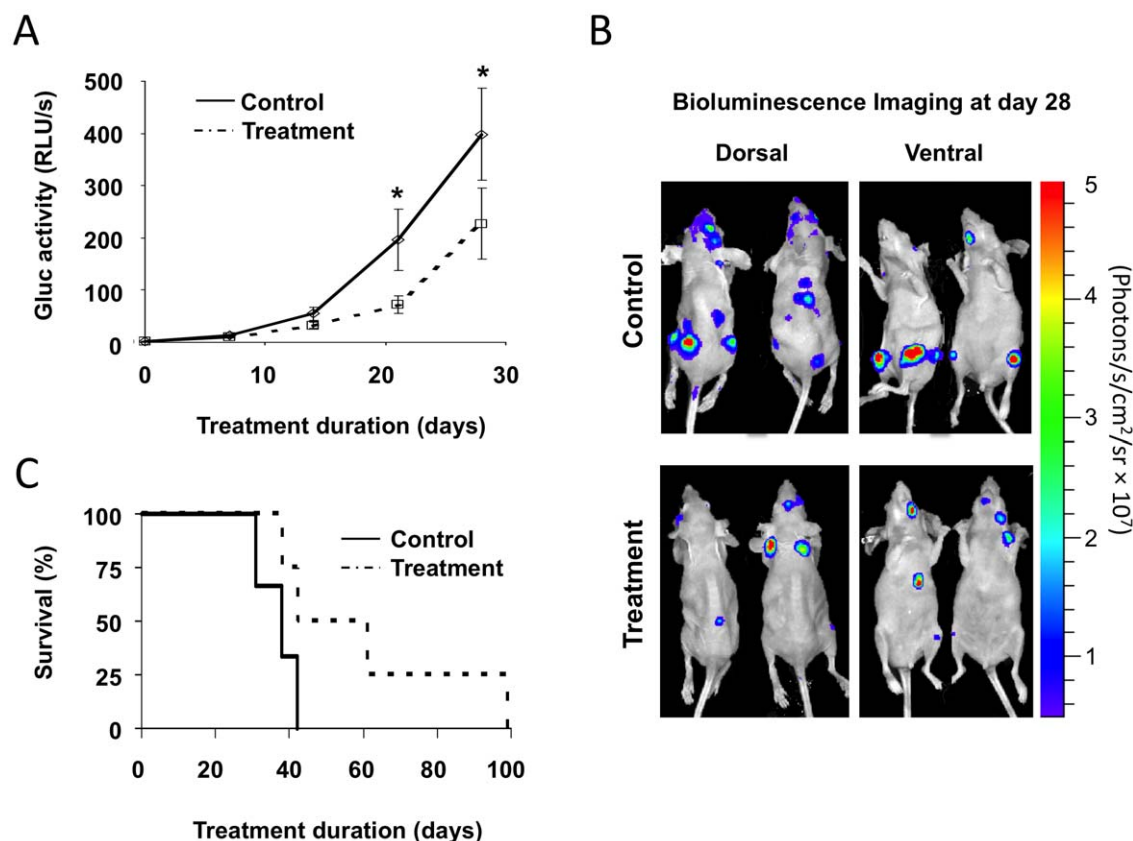 A
500
400
300
200
100
0
Gluc activity (RLU/s)
Control
Treatment
*
*
0
10
20
30
Treatment duration (days)
B
Bioluminescence Imaging at day 28
Dorsal
Ventral
Control
Treatment
5
4
3
2
1
(Photons/s/cm²/sr × 10⁷)
C
100
75
50
25
0
Survival (%)
Control
Treatment
0
20
40
60
80
100
Treatment duration (days)